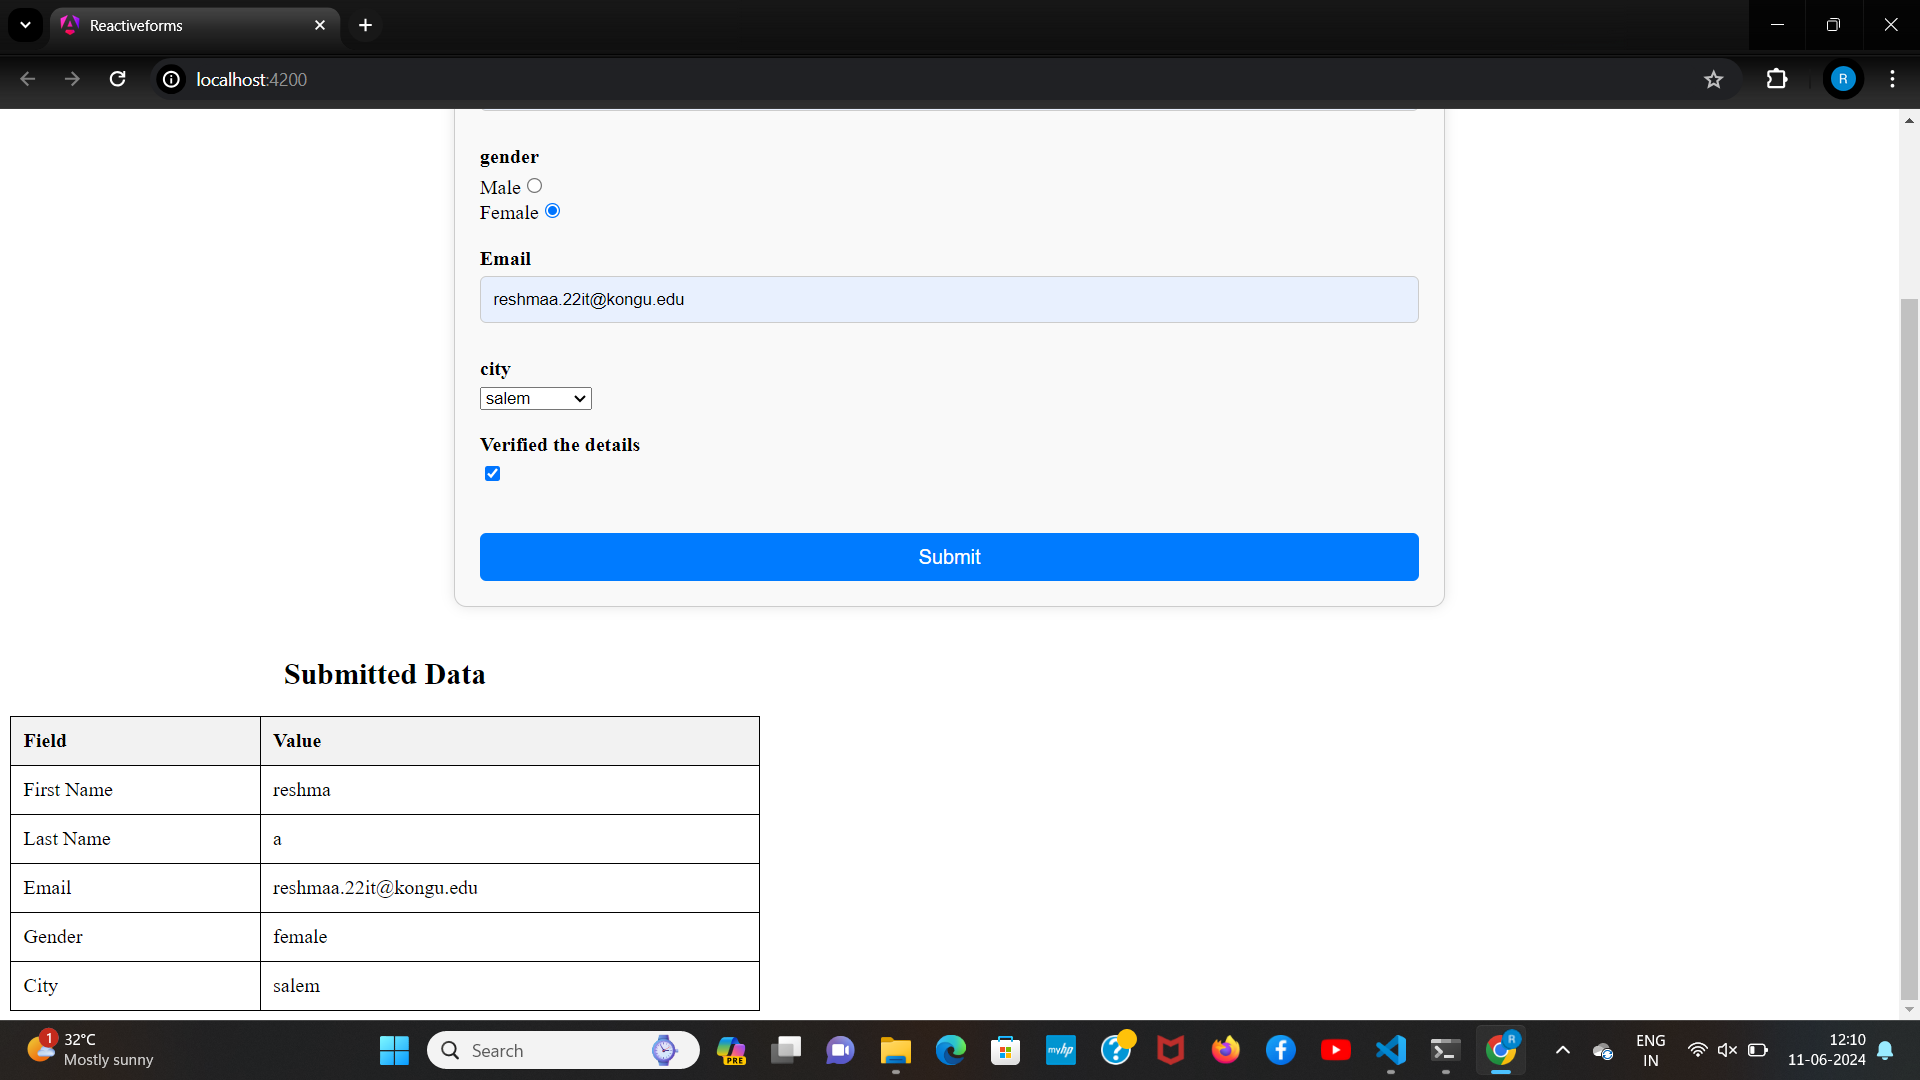 Reactiveforms
localhost:4200
R
gender
Male
Female
Email
reshmaa.22it@kongu.edu
city
salem
Verified the details
Submit
Submitted Data
Field Value
First Name reshma
Last Name a
Email reshmaa.22it@kongu.edu
Gender female
City salem
1
32°C
Mostly sunny
Search
PRE
myhp
R
ENG
IN
12:10
11-06-2024